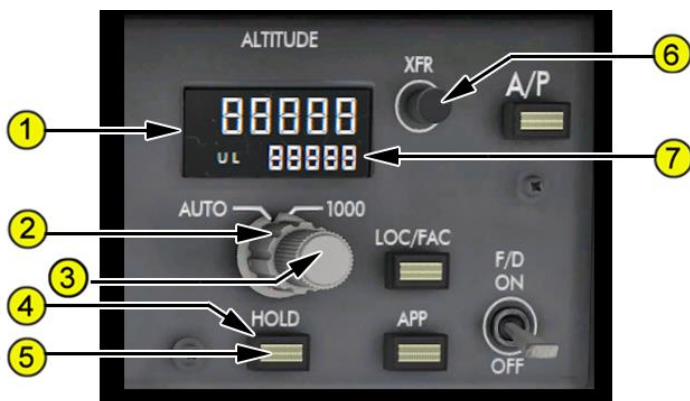 ALTITUDE
XFR
6
A/P
1
88888
UL 88888
7
AUTO
1000
2
LOC/FAC
3
F/D
ON
4
HOLD
APP
5
OFF